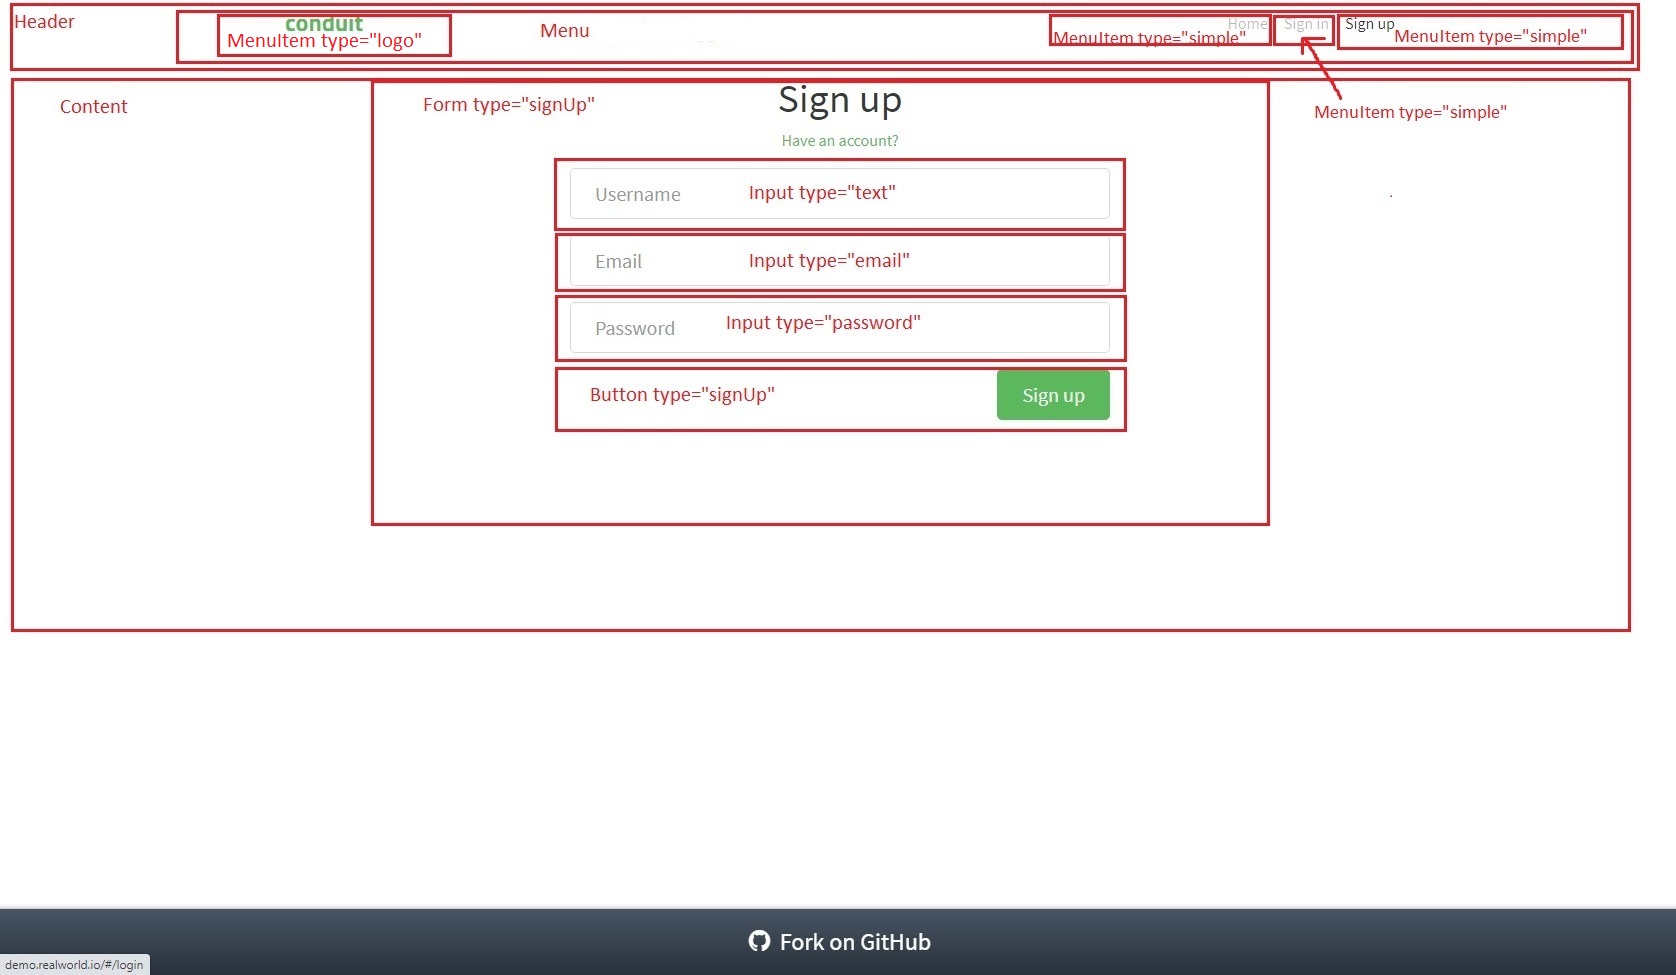 Header
conduit
MenuItem type="logo"
Menu
Home
MenuItem type="simple"
Sign in
Sign up
MenuItem type="simple"
MenuItem type="simple"
Content
Form type="signUp"
Sign up
Have an account?
Username
Input type="text"
Email
Input type="email"
Password
Input type="password"
Button type="signUp"
Sign up
Fork on GitHub
demo.realworld.io/#/login